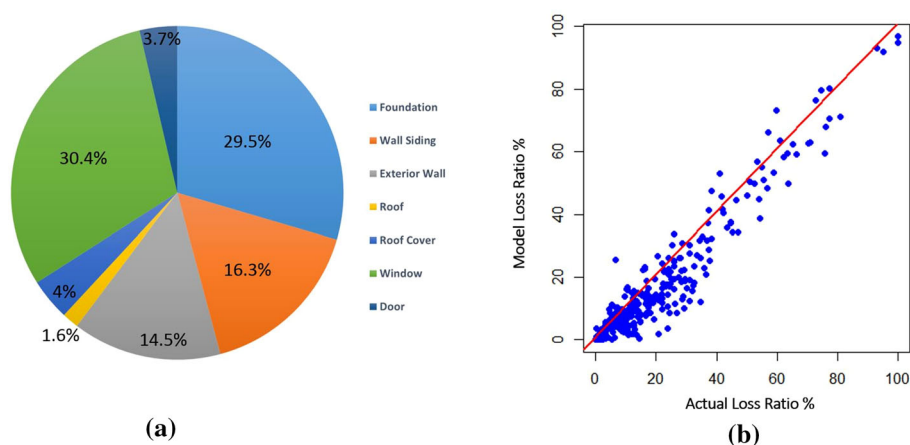 3.7%
29.5%
30.4%
16.3%
4%
1.6%
14.5%
Foundation
Wall Siding
Exterior Wall
Roof
Roof Cover
Window
Door
(a)
Model Loss Ratio %
100
80
60
40
20
0
0 20 40 60 80 100
Actual Loss Ratio %
(b)